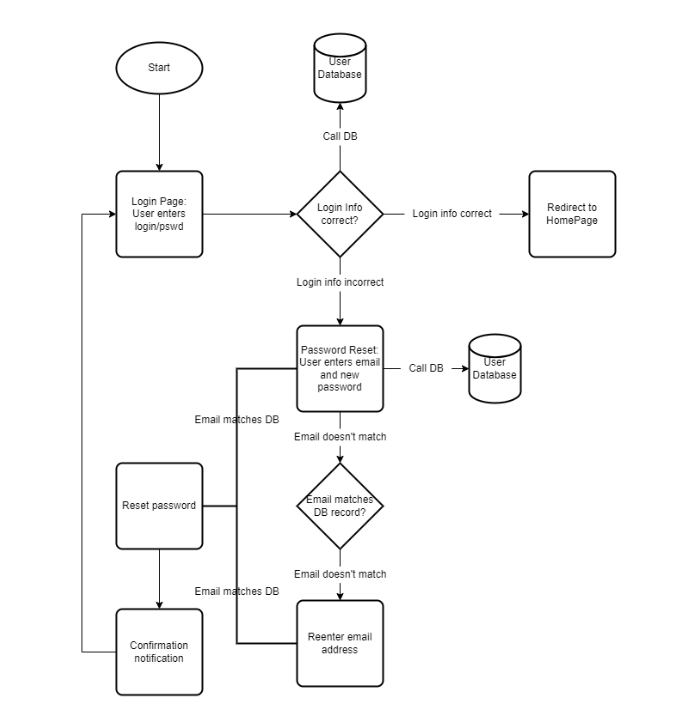 User
Database
Start
Call DB
Login Page:
User enters
login/pswd
Login Info
correct?
Login info correct
Redirect to
HomePage
Login info incorrect
Password Reset:
User enters email
and new
password
Call DB
User
Database
Email matches DB
Email doesn't match
Reset password
Email matches
DB record?
Email doesn't match
Email matches DB
Confirmation
notification
Reenter email
address